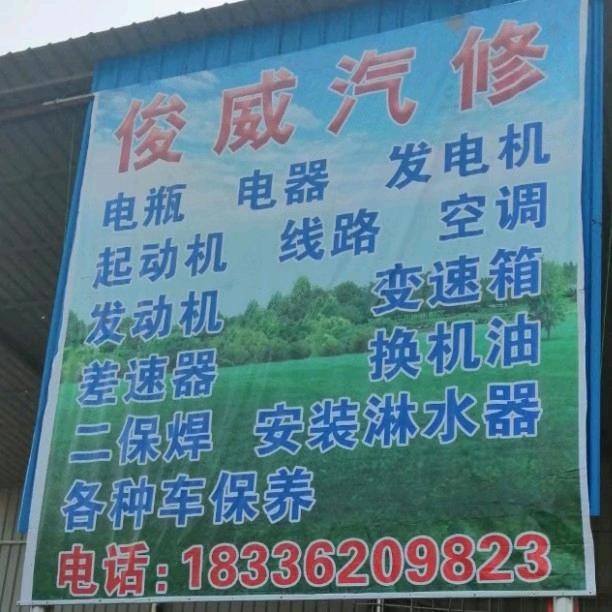 俊威汽修
电瓶 电器 发电机
起动机 线路 空调
发动机 变速箱
差速器 换机油
二保焊 安装淋水器
各种车保养
电话：18336209823